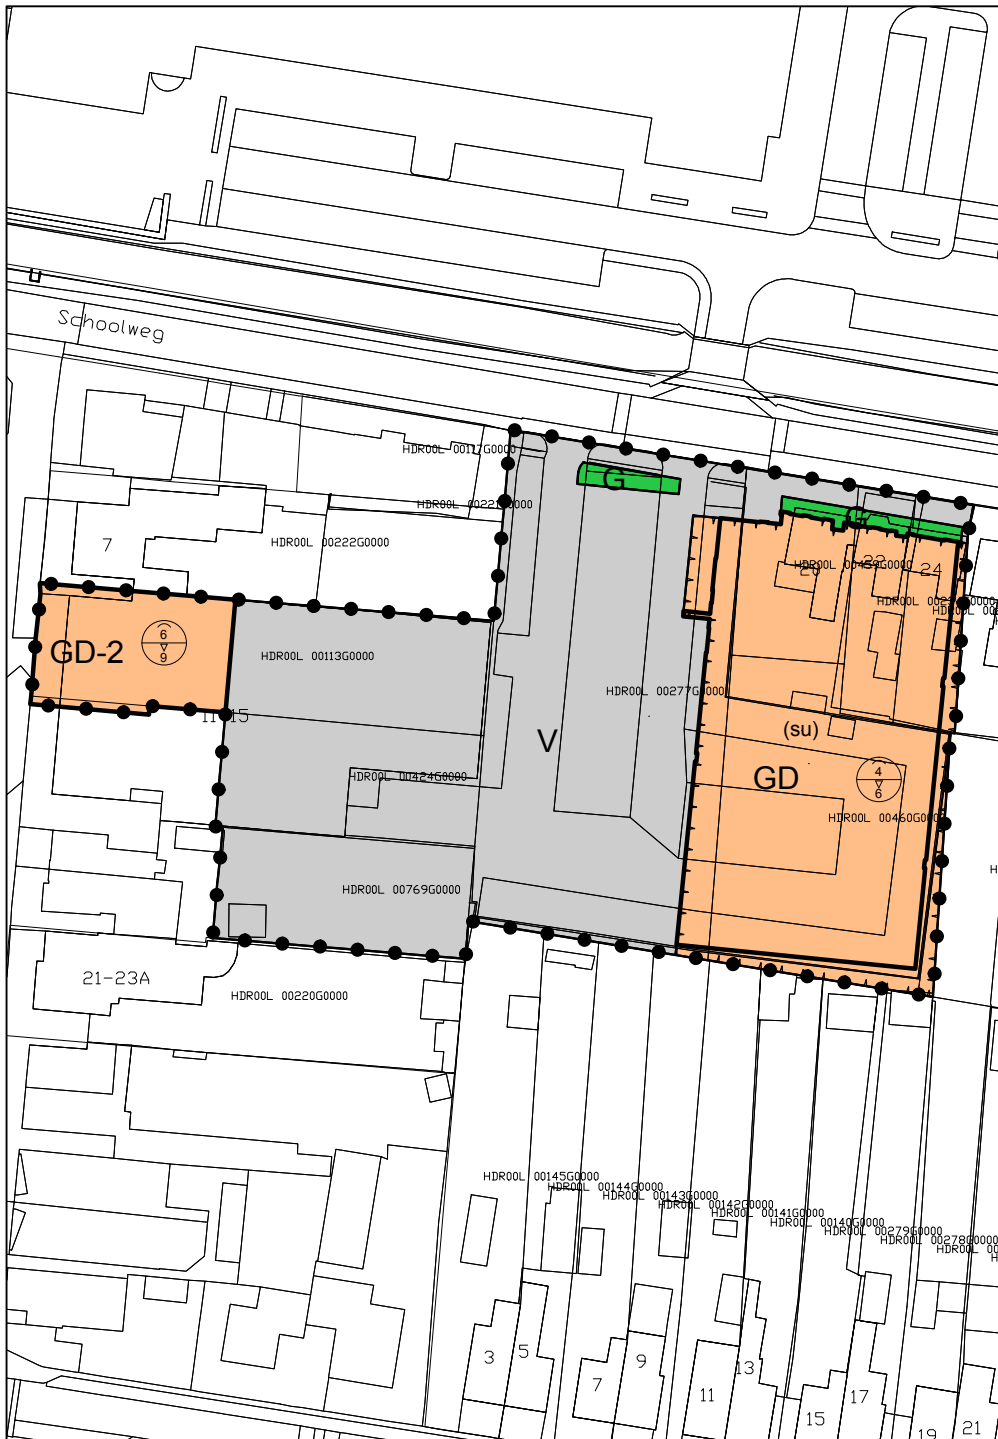 Schoolweg
HDR00L 00117G0000
G
HDR00L 00222G0000
7
22
24
GD-2
6
9
HDR00L 00113G0000
HDR00L 00277G0000
11-15
(su)
V
GD
4
6
HDR00L 00424G0000
HDR00L 00460G0000
HDR00L 00769G0000
21-23A
HDR00L 00220G0000
HDR00L 00145G0000
HDR00L 00144G0000
HDR00L 00143G0000
HDR00L 00142G0000
HDR00L 00141G0000
HDR00L 00140G0000
HDR00L 00279G0000
HDR00L 00278G0000
3
5
7
9
11
13
15
17
19
21